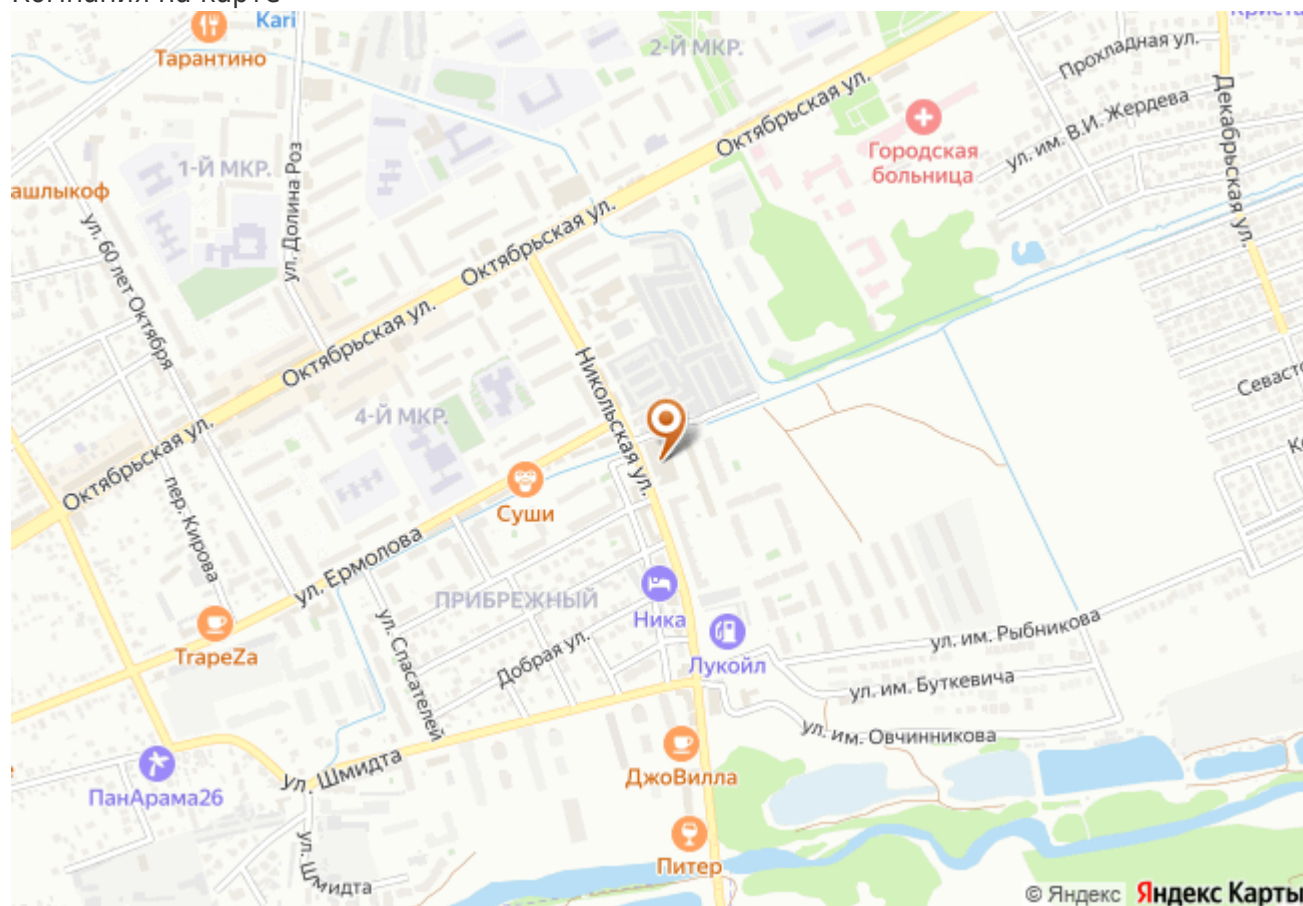 Компания на карте
Kari
Тарантино
2-Й МКР.
Прохладная ул.
Октябрьская ул.
Декабрьская ул.
ул. им. В.И. Жердева
Городская
больница
1-Й МКР.
ул. Долина Роз
ашлыкоф
ул. 60 лет Октября
Октябрьская ул.
Октябрьская ул.
Никольская ул.
4-Й МКР.
Октябрьская ул.
пер. Кирова
Суши
ул. Ермолова
ПРИБРЕЖНЫЙ
Ника
ул. им. Рыбникова
TrapeZa
ул. Спасателей
Добрая ул.
Лукойл
ул. им. Буткевича
ул. им. Овчинникова
ул. Шмидта
ДжоВилла
ПанАрама26
ул. Шмидта
Питер
© Яндекс Яндекс Карты